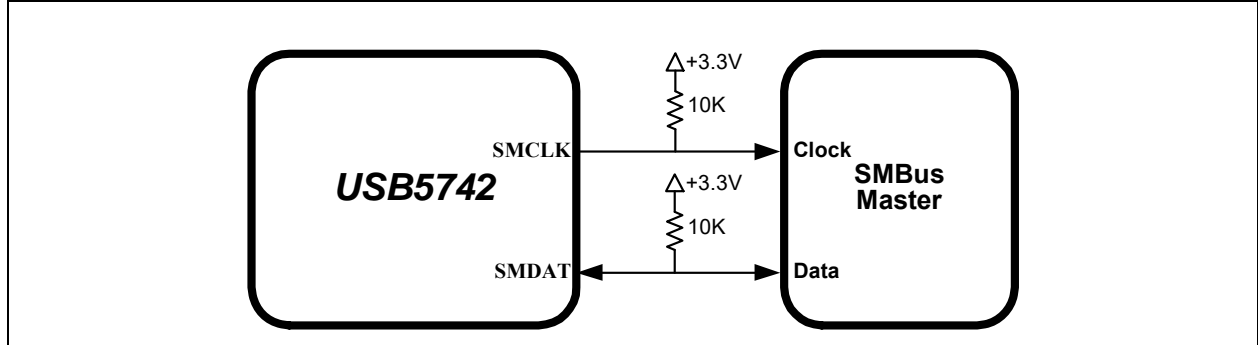 +3.3V
10K
SMCLK
Clock
USB5742
SMBus
Master
+3.3V
10K
SMDAT
Data